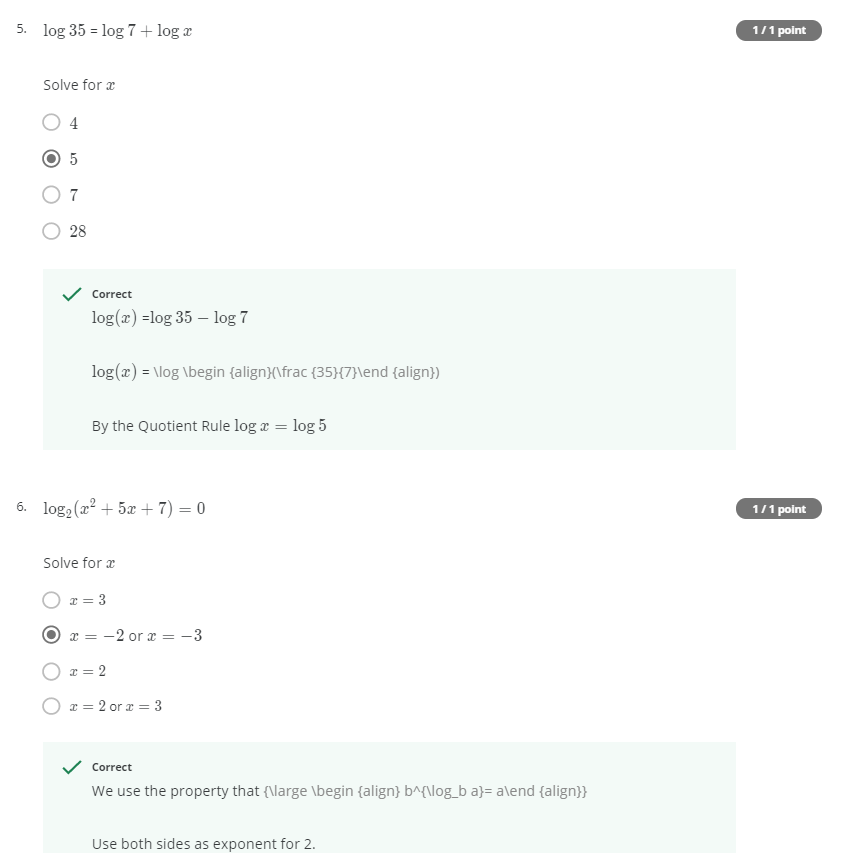 5. log 35 = log 7 + log x 1 / 1 point
Solve for x
4
5
7
28
Correct
log(x) =log 35 − log 7
log(x) = \log \begin {align}(\frac {35}{7}\end {align})
By the Quotient Rule log x = log 5
6. log₂(x² + 5x + 7) = 0 1 / 1 point
Solve for x
x = 3
x = −2 or x = −3
x = 2
x = 2 or x = 3
Correct
We use the property that {\large \begin {align} b^{\log_b a}= a\end {align}}
Use both sides as exponent for 2.